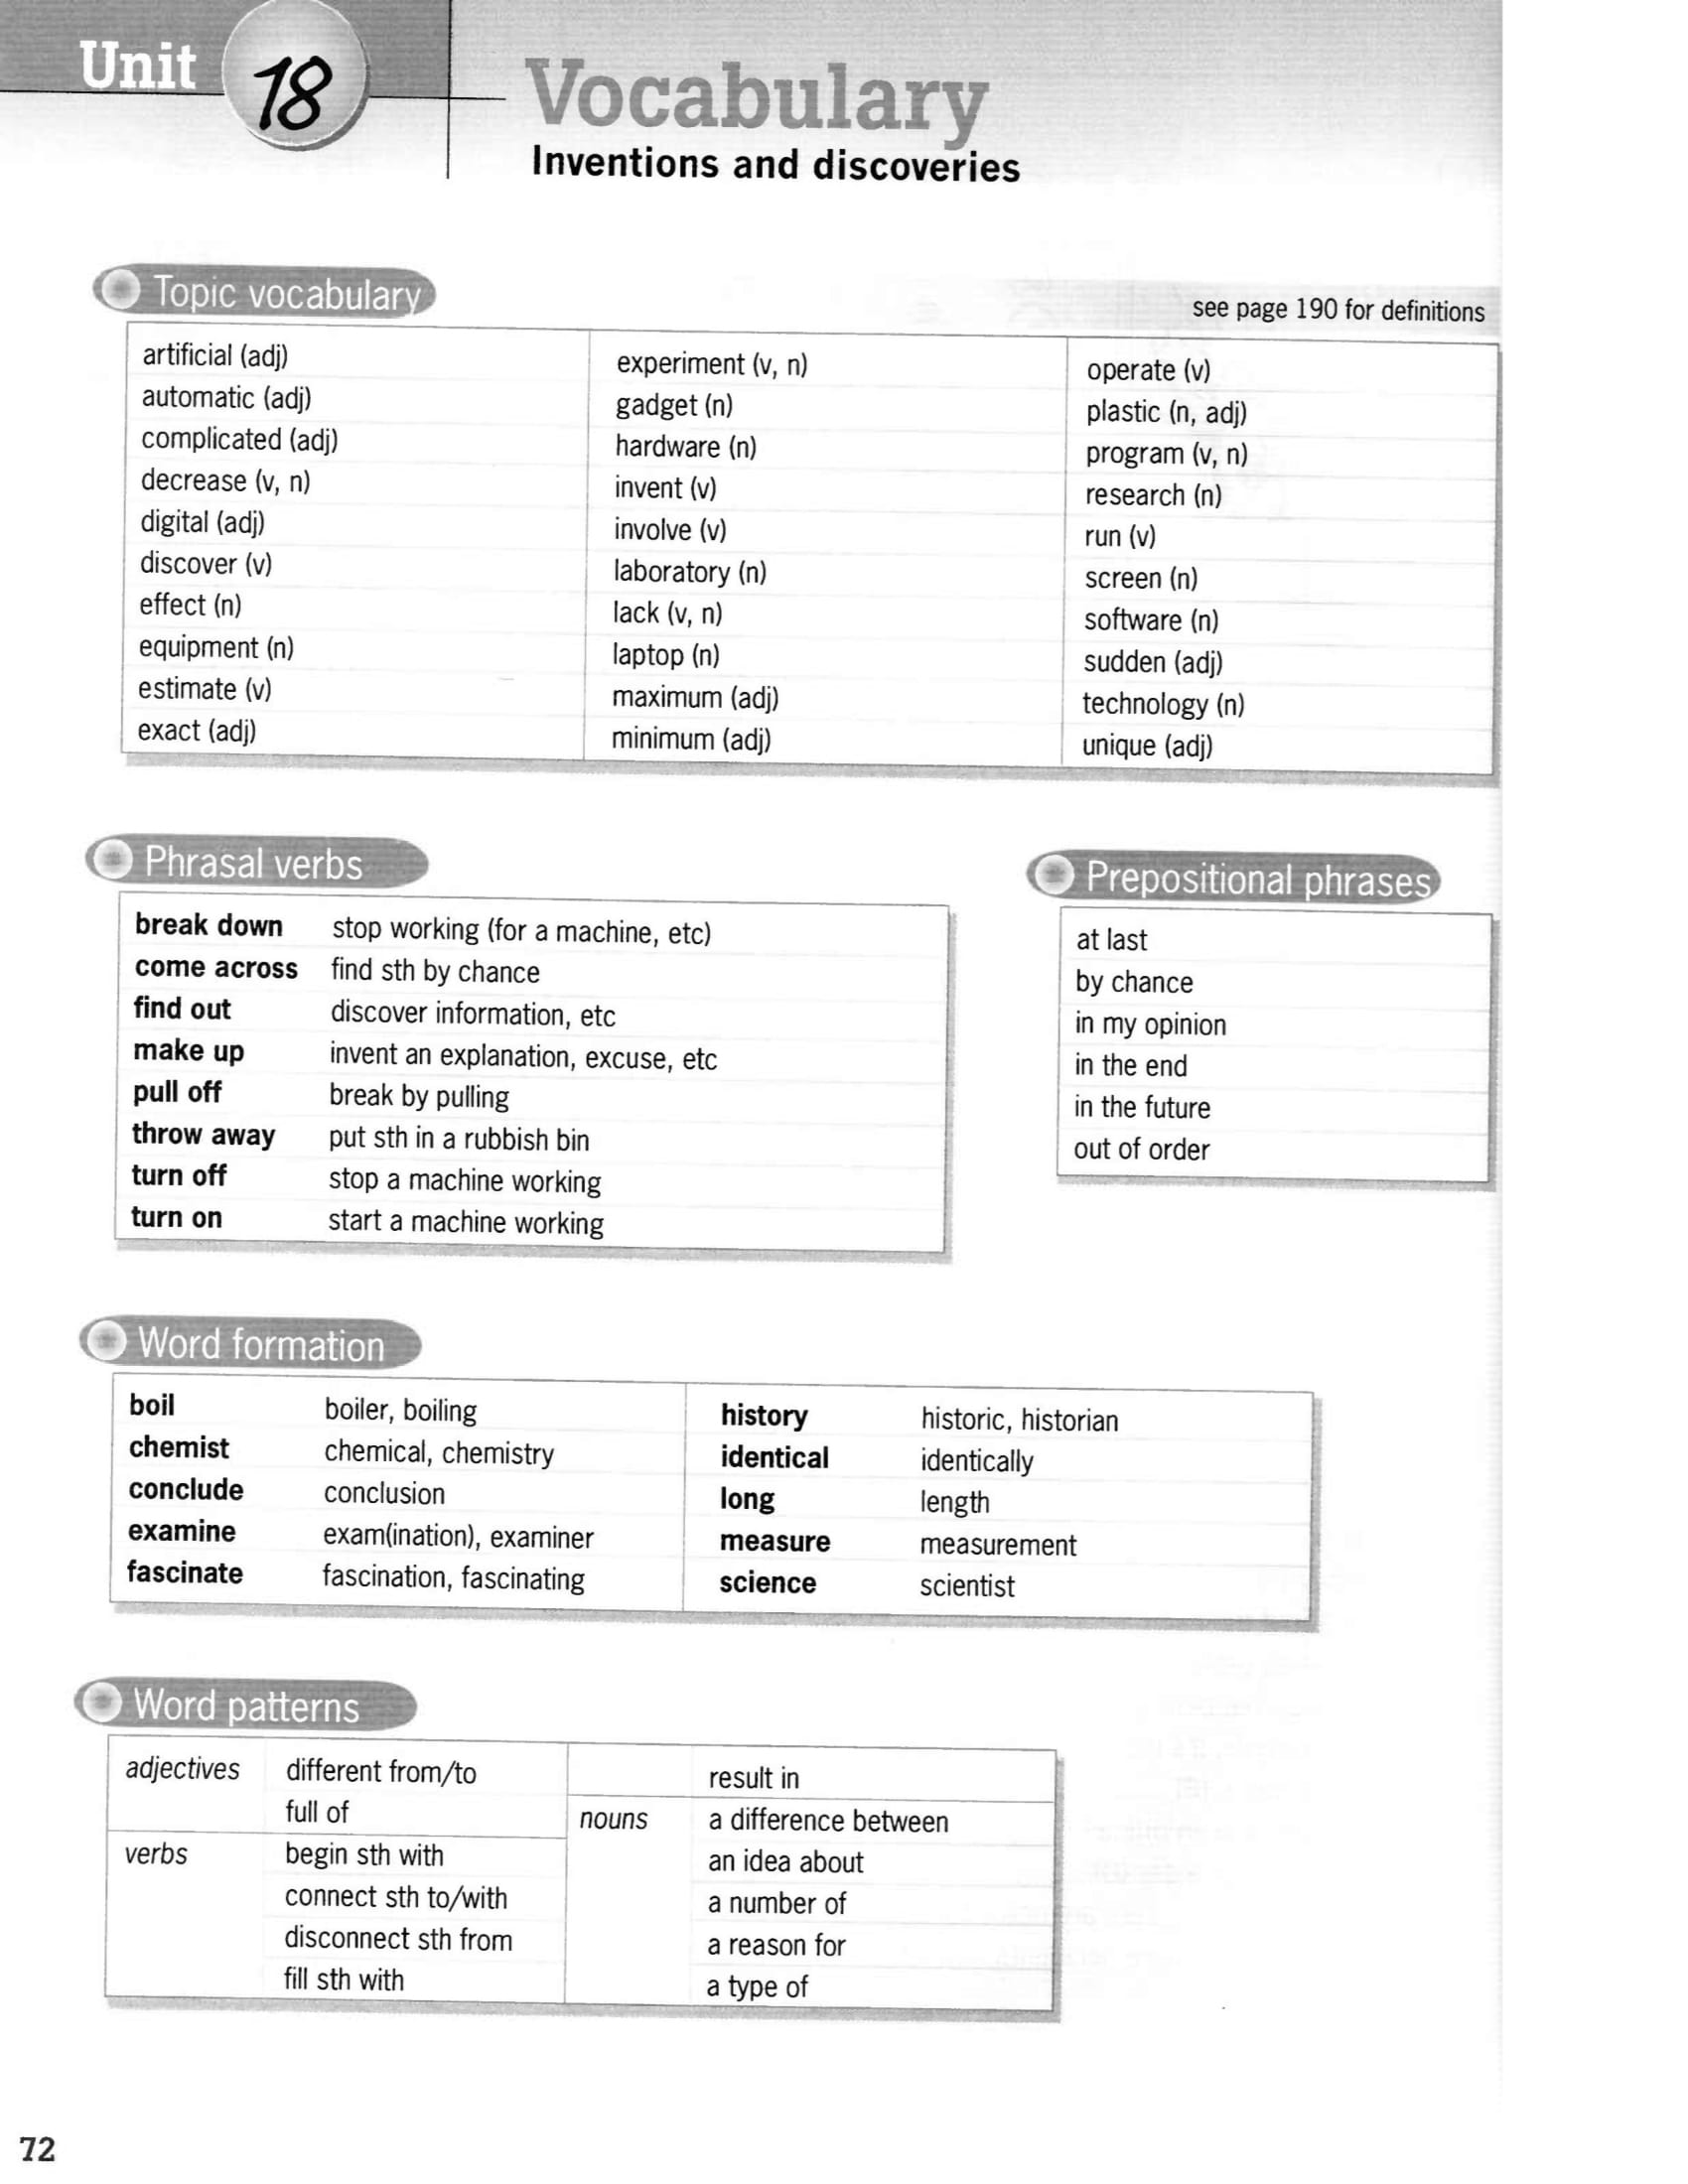 Unit 18
Vocabulary
Inventions and discoveries
Topic vocabulary
see page 190 for definitions
artificial (adj)
automatic (adj)
complicated (adj)
decrease (v, n)
digital (adj)
discover (v)
effect (n)
equipment (n)
estimate (v)
exact (adj)
experiment (v, n)
gadget (n)
hardware (n)
invent (v)
involve (v)
laboratory (n)
lack (v, n)
laptop (n)
maximum (adj)
minimum (adj)
operate (v)
plastic (n, adj)
program (v, n)
research (n)
run (v)
screen (n)
software (n)
sudden (adj)
technology (n)
unique (adj)
Phrasal verbs
break down stop working (for a machine, etc)
come across find sth by chance
find out discover information, etc
make up invent an explanation, excuse, etc
pull off break by pulling
throw away put sth in a rubbish bin
turn off stop a machine working
turn on start a machine working
Prepositional phrases
at last
by chance
in my opinion
in the end
in the future
out of order
Word formation
boil boiler, boiling
chemist chemical, chemistry
conclude conclusion
examine exam(ination), examiner
fascinate fascination, fascinating
history historic, historian
identical identically
long length
measure measurement
science scientist
Word patterns
adjectives different from/to
full of
verbs begin sth with
connect sth to/with
disconnect sth from
fill sth with
result in
nouns a difference between
an idea about
a number of
a reason for
a type of
72